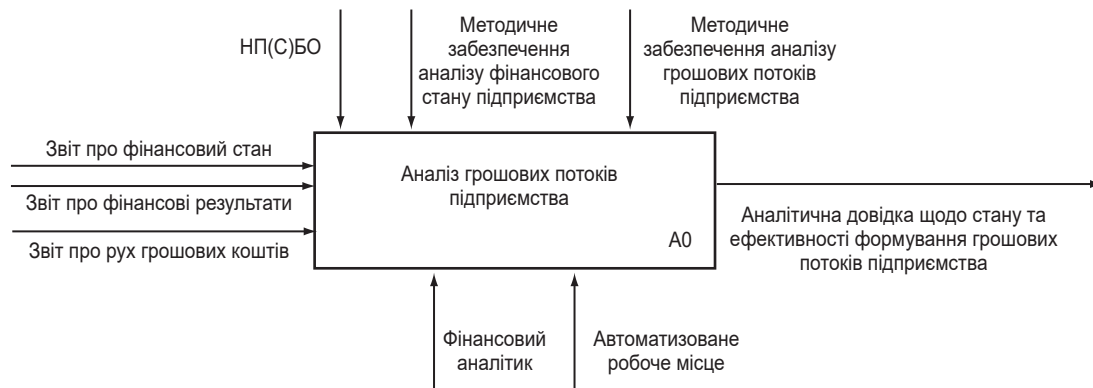 НП(С)БО
Методичне
забезпечення
аналізу фінансового
стану підприємства
Методичне
забезпечення аналізу
грошових потоків
підприємства
Звіт про фінансовий стан
Звіт про фінансові результати
Звіт про рух грошових коштів
Аналіз грошових потоків
підприємства
А0
Аналітична довідка щодо стану та
ефективності формування грошових
потоків підприємства
Фінансовий
аналітик
Автоматизоване
робоче місце